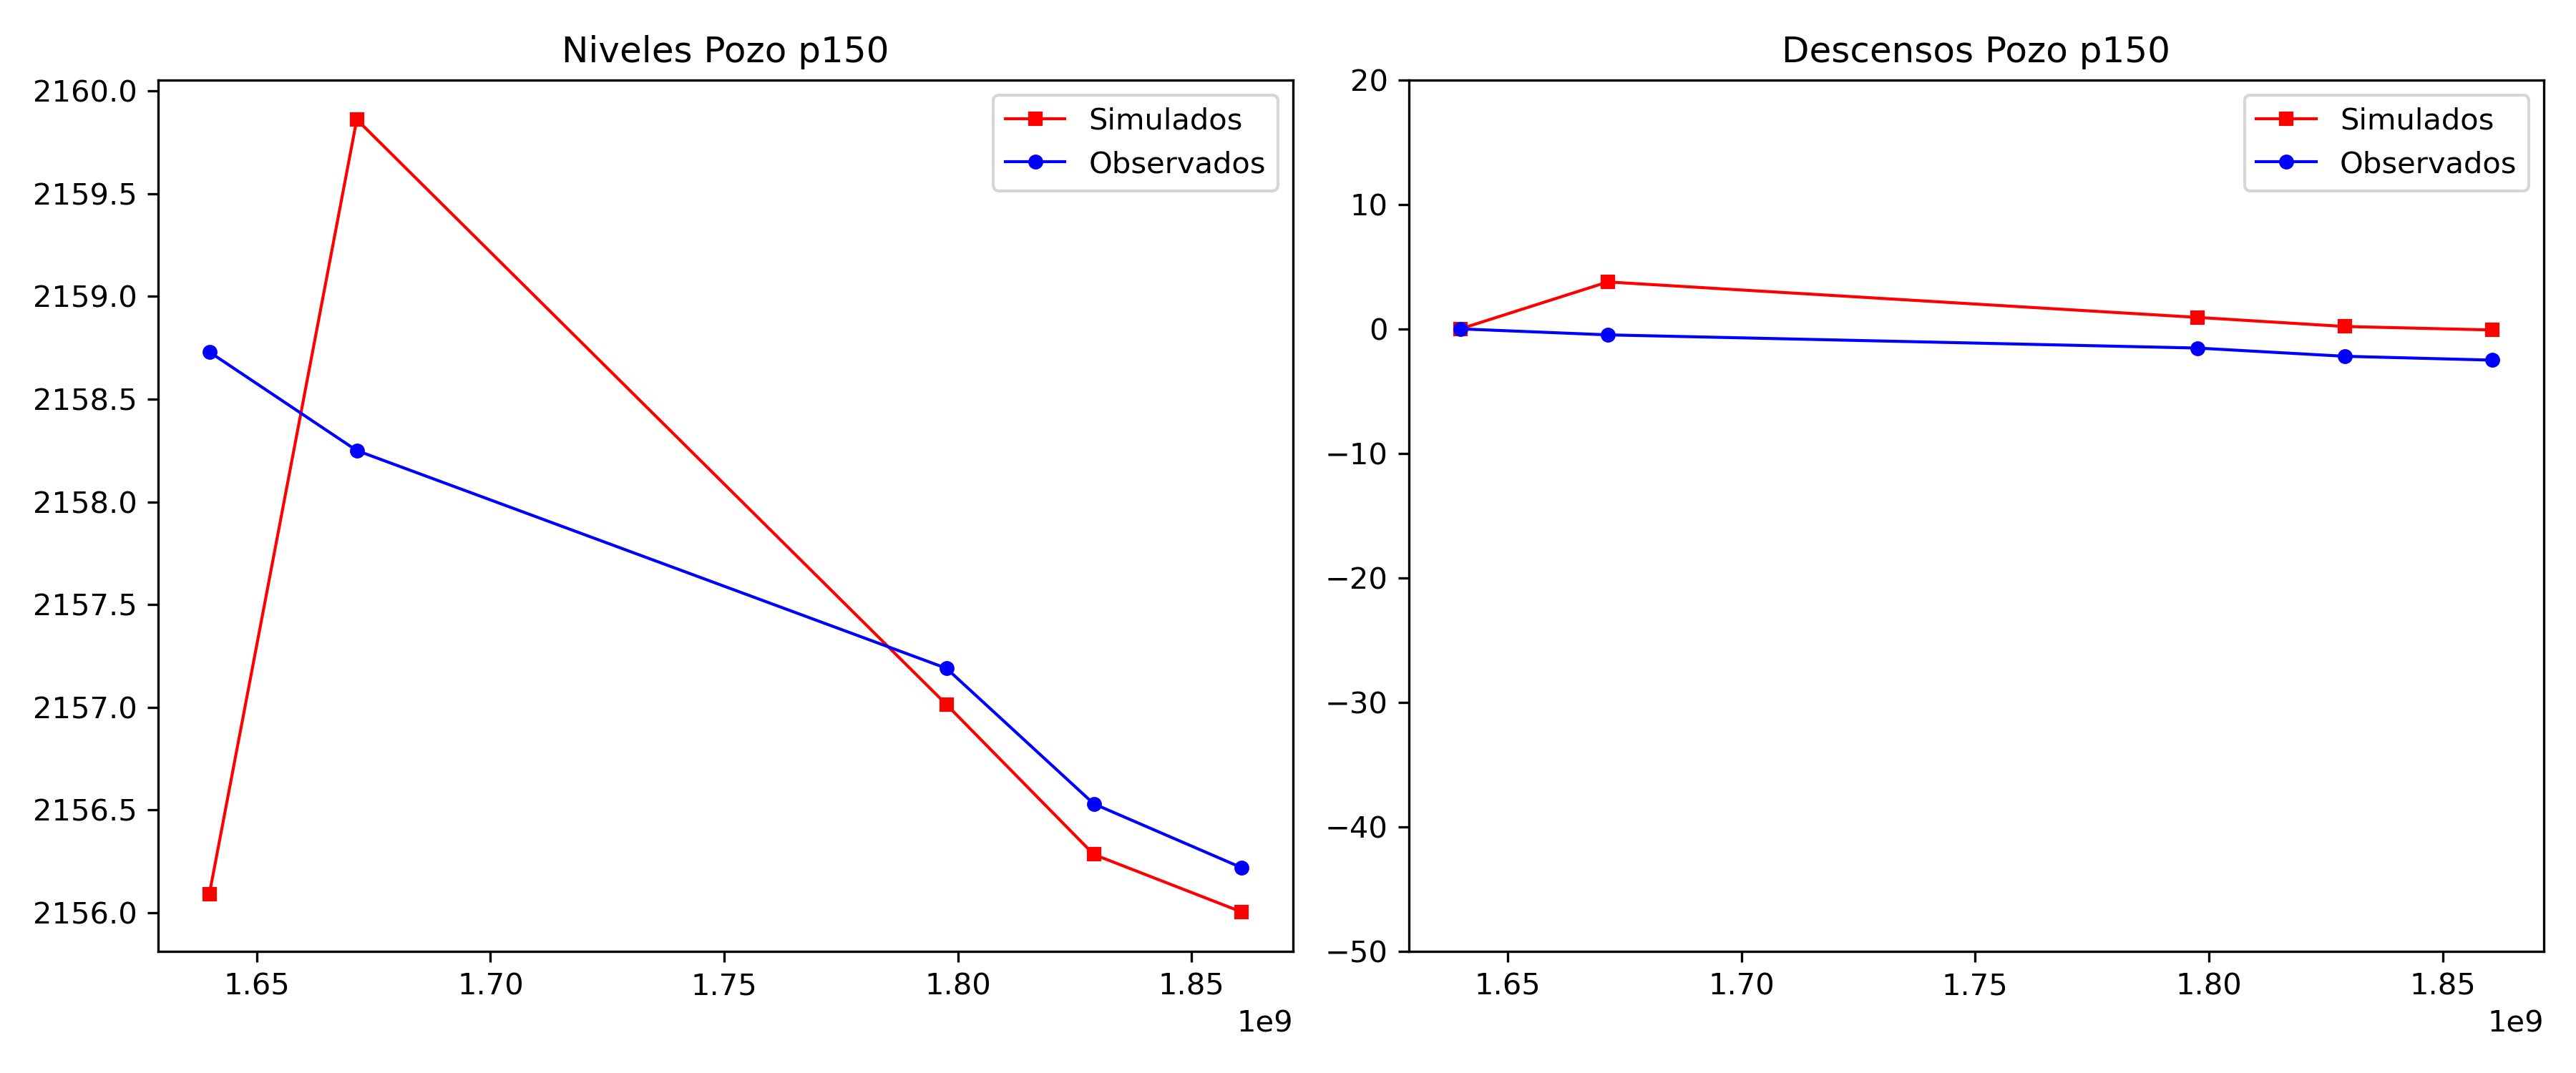 Niveles Pozo p150
2160.0
2159.5
2159.0
2158.5
2158.0
2157.5
2157.0
2156.5
2156.0
Simulados
Observados
1.65 1.70 1.75 1.80 1.85
1e9
Descensos Pozo p150
20
10
0
−10
−20
−30
−40
−50
Simulados
Observados
1.65 1.70 1.75 1.80 1.85
1e9